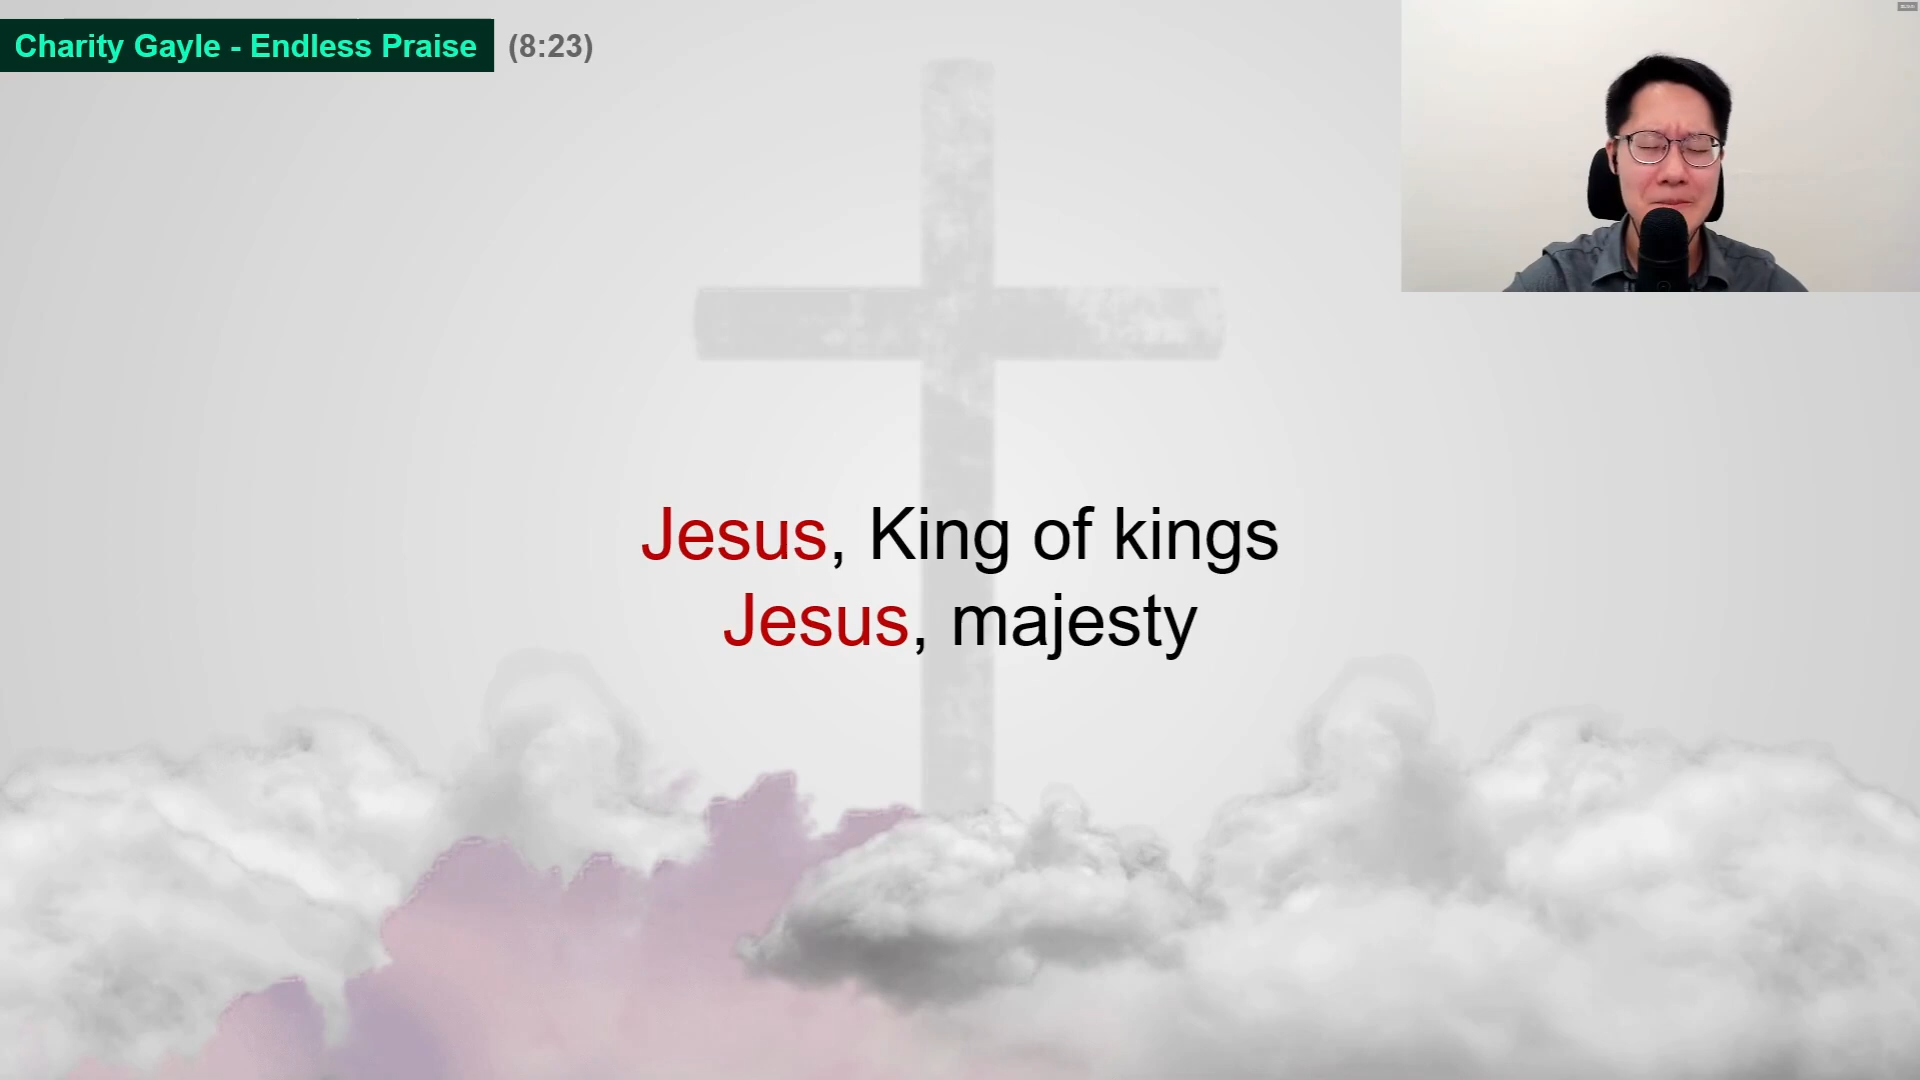 Charity Gayle - Endless Praise (8:23)
Jesus, King of kings
Jesus, majesty